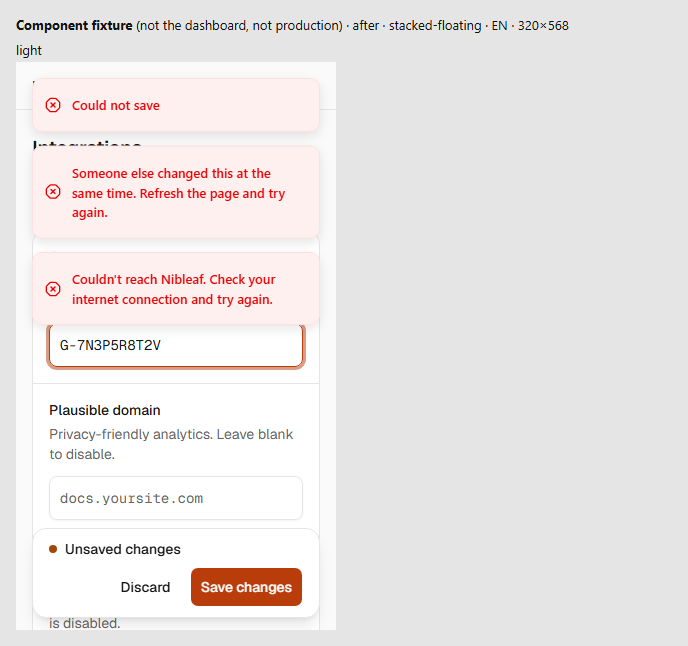 Component fixture (not the dashboard, not production) · after · stacked-floating · EN · 320×568
light
Could not save
Integrations
Someone else changed this at the
same time. Refresh the page and try
again.
Couldn't reach Nibleaf. Check your
internet connection and try again.
G-7N3P5R8T2V
Plausible domain
Privacy-friendly analytics. Leave blank
to disable.
docs.yoursite.com
Unsaved changes
Discard
Save changes
is disabled.